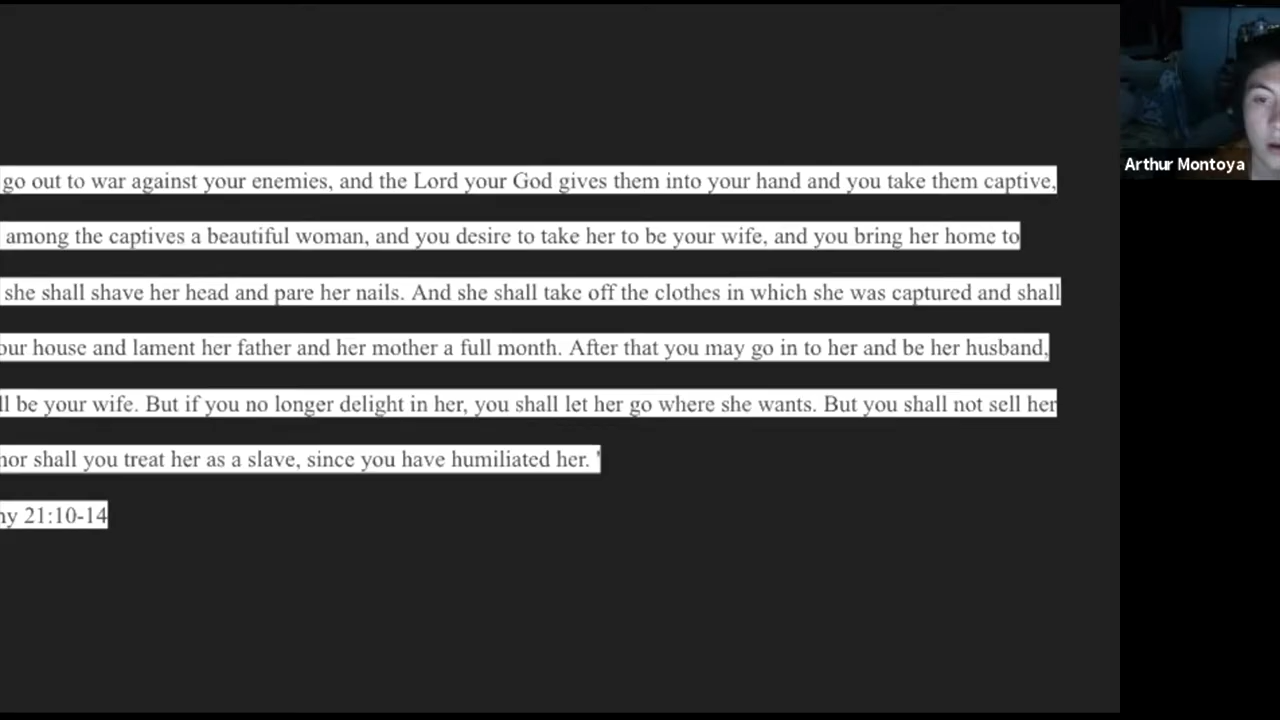 go out to war against your enemies, and the Lord your God gives them into your hand and you take them captive,
Arthur Montoya
among the captives a beautiful woman, and you desire to take her to be your wife, and you bring her home to
she shall shave her head and pare her nails. And she shall take off the clothes in which she was captured and shall
our house and lament her father and her mother a full month. After that you may go in to her and be her husband,
ll be your wife. But if you no longer delight in her, you shall let her go where she wants. But you shall not sell her
nor shall you treat her as a slave, since you have humiliated her. '
ny 21:10-14